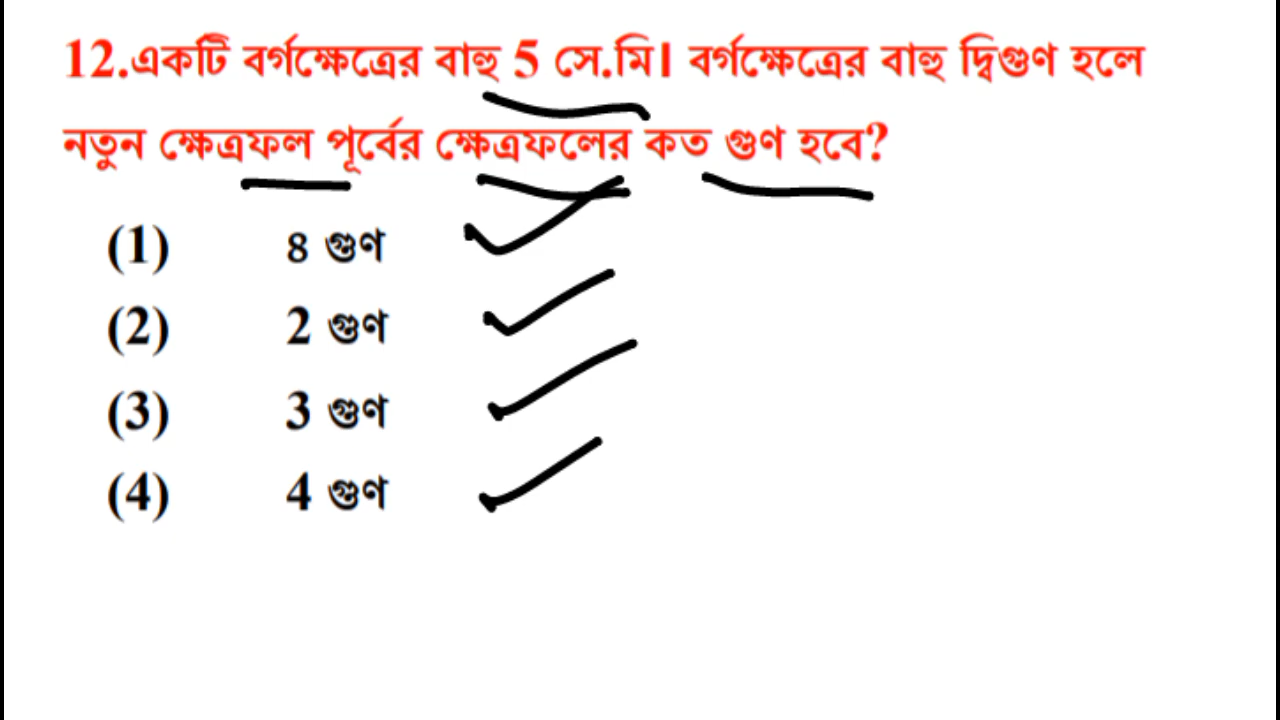 12.একটি বর্গক্ষেত্রের বাহু 5 সে.মি। বর্গক্ষেত্রের বাহু দ্বিগুণ হলে
নতুন ক্ষেত্রফল পূর্বের ক্ষেত্রফলের কত গুণ হবে?
(1) 8 গুণ
(2) 2 গুণ
(3) 3 গুণ
(4) 4 গুণ